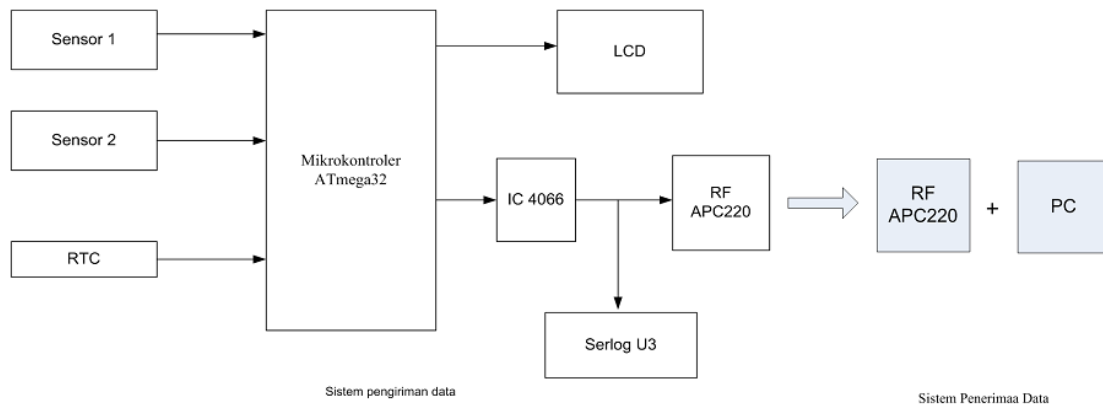 Sensor 1
Sensor 2
RTC
Mikrokontroler
ATmega32
LCD
IC 4066
RF
APC220
Serlog U3
RF
APC220
+
PC
Sistem pengiriman data
Sistem Penerimaa Data